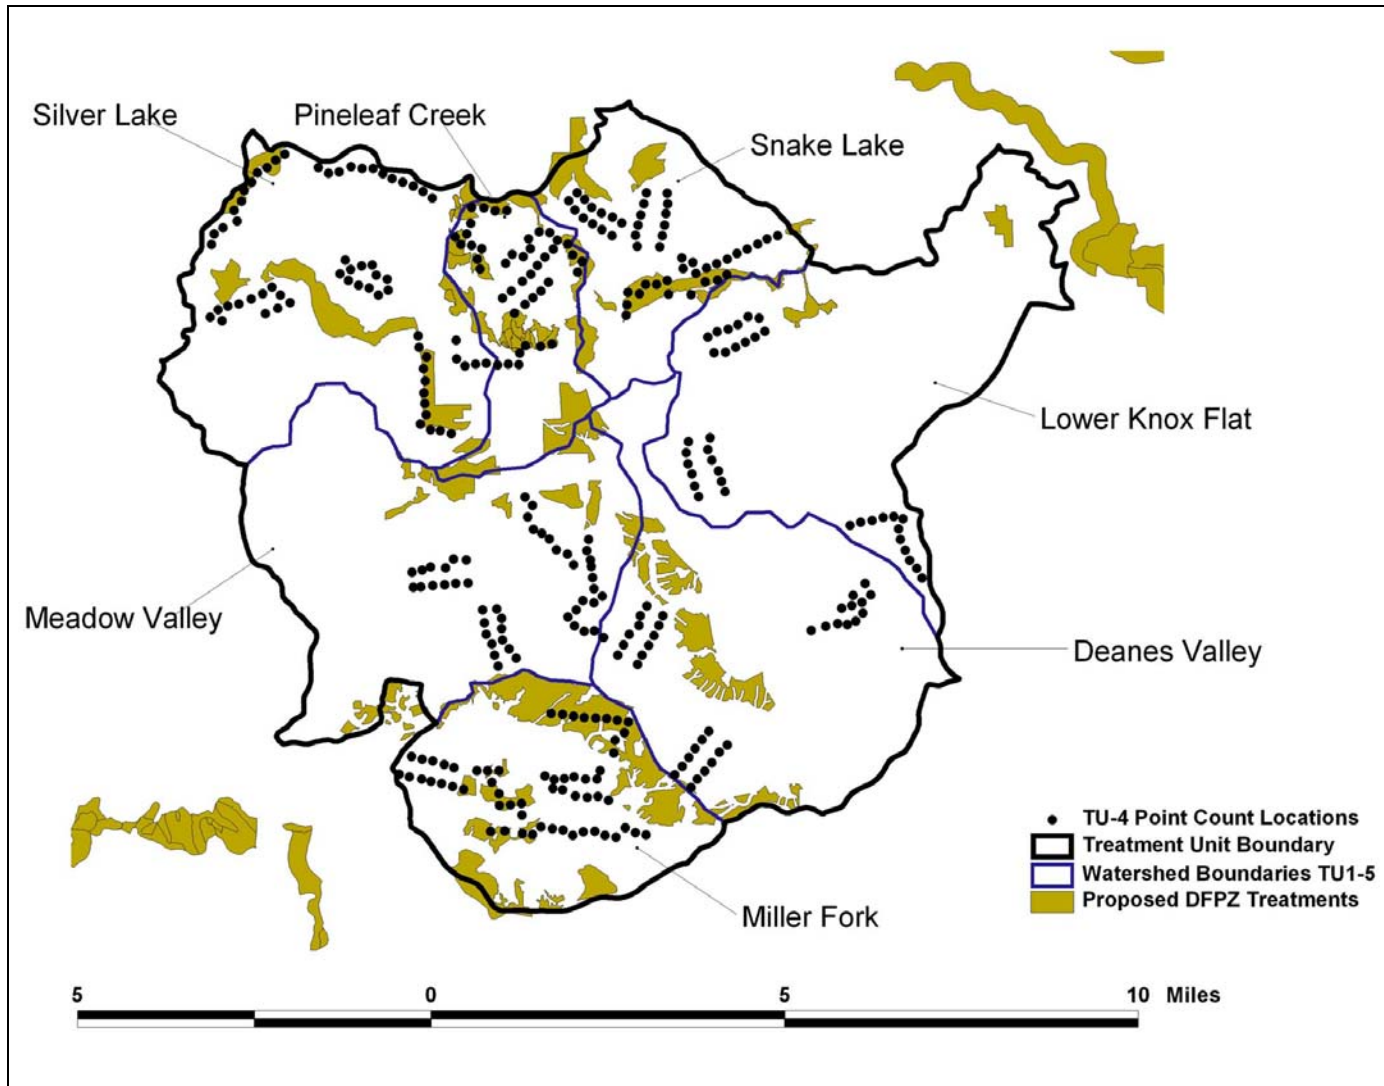 Silver Lake
Pineleaf Creek
Snake Lake
Lower Knox Flat
Meadow Valley
Deanes Valley
Miller Fork
TU-4 Point Count Locations
Treatment Unit Boundary
Watershed Boundaries TU1-5
Proposed DFPZ Treatments
5 0 5 10 Miles